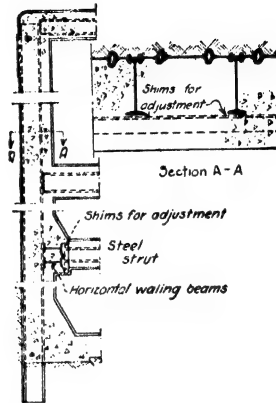 Shims for
adjustment
Section A-A
A
Shims for adjustment
Steel
strut
Horizontal waling beams